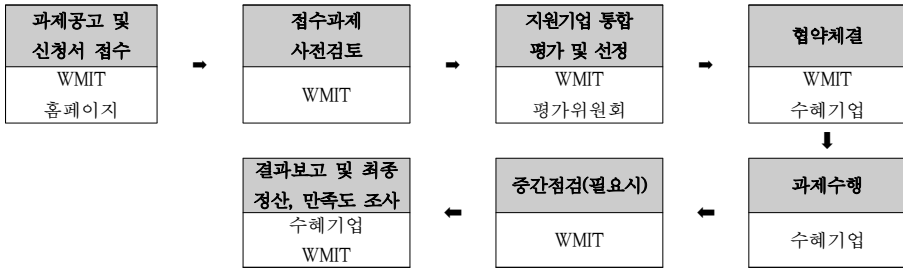 과제공고 및
신청서 접수
WMIT
홈페이지
➡
접수과제
사전검토
WMIT
➡
지원기업 통합
평가 및 선정
WMIT
평가위원회
➡
협약체결
WMIT
수혜기업
⬇
과제수행
수혜기업
⬅
중간점검(필요시)
WMIT
⬅
결과보고 및 최종
정산, 만족도 조사
수혜기업
WMIT